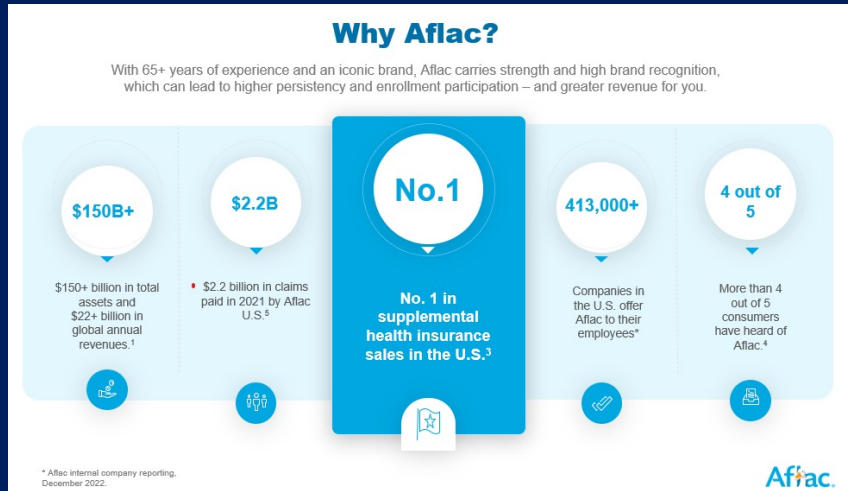 Why Aflac?
With 65+ years of experience and an iconic brand, Aflac carries strength and high brand recognition,
which can lead to higher persistency and enrollment participation – and greater revenue for you.
$150B+
$150+ billion in total
assets and
$22+ billion in
global annual
revenues.¹
$2.2B
• $2.2 billion in claims
paid in 2021 by Aflac
U.S.⁵
No.1
No. 1 in
supplemental
health insurance
sales in the U.S.³
413,000+
Companies in
the U.S. offer
Aflac to their
employees*
4 out of
5
More than 4
out of 5
consumers
have heard of
Aflac.⁴
* Aflac internal company reporting,
December 2022.
Aflac.